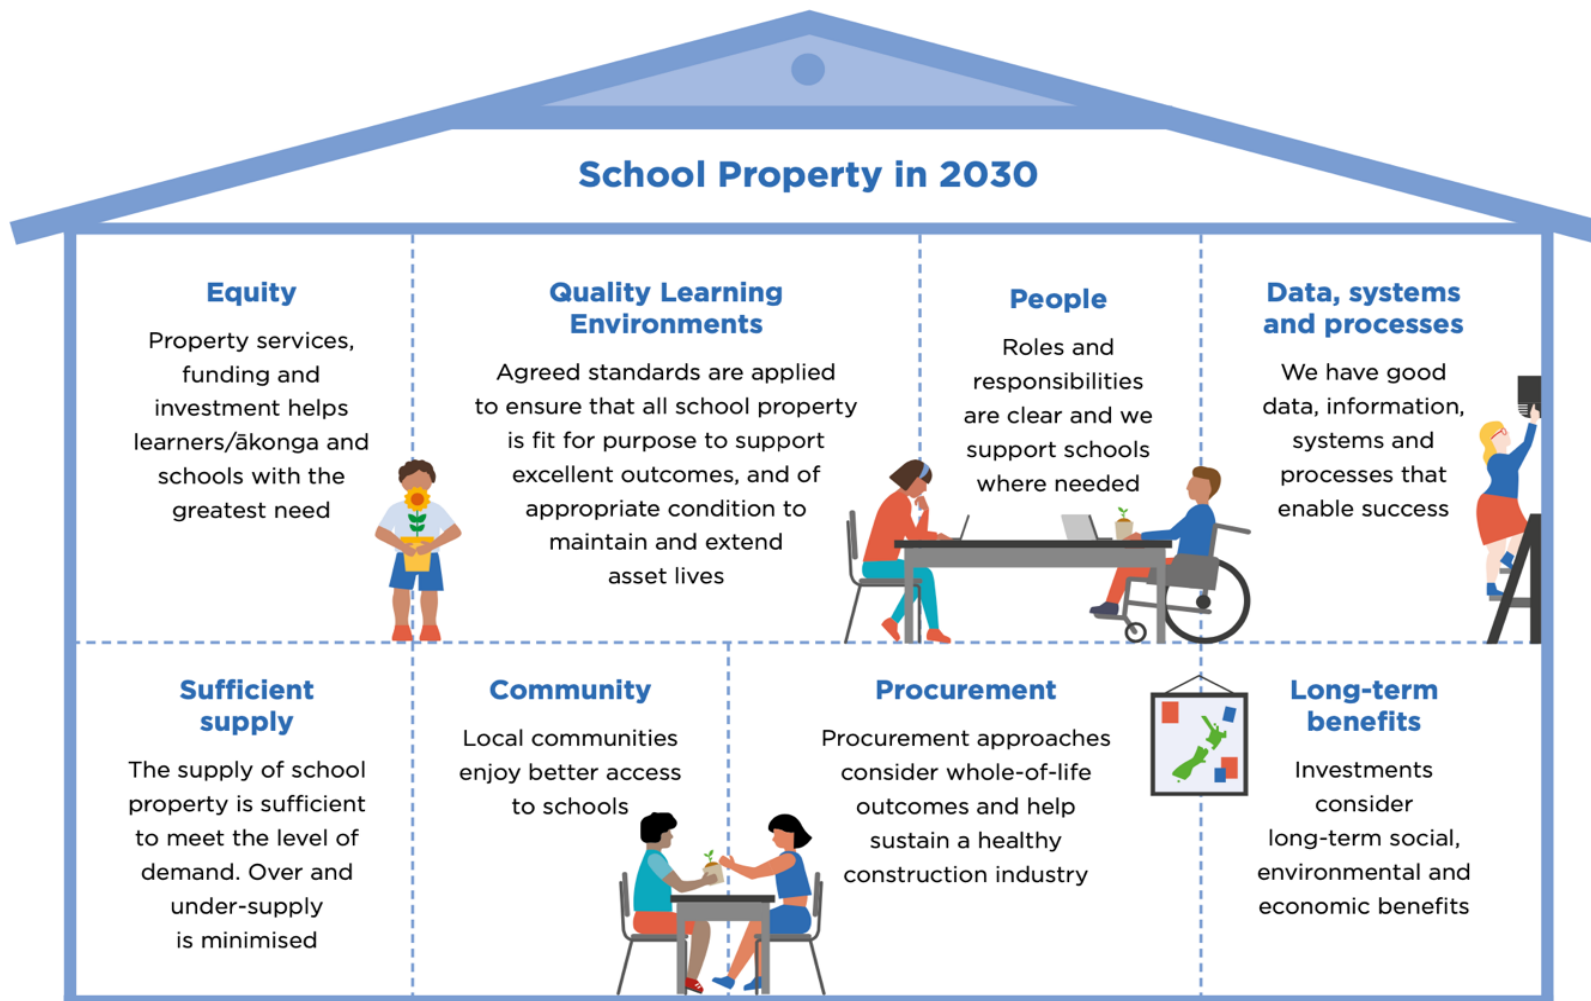 School Property in 2030
Equity
Property services,
funding and
investment helps
learners/ākonga and
schools with the
greatest need
Quality Learning
Environments
Agreed standards are applied
to ensure that all school property
is fit for purpose to support
excellent outcomes, and of
appropriate condition to
maintain and extend
asset lives
People
Roles and
responsibilities
are clear and we
support schools
where needed
Data, systems
and processes
We have good
data, information,
systems and
processes that
enable success
Sufficient
supply
The supply of school
property is sufficient
to meet the level of
demand. Over and
under-supply
is minimised
Community
Local communities
enjoy better access
to schools
Procurement
Procurement approaches
consider whole-of-life
outcomes and help
sustain a healthy
construction industry
Long-term
benefits
Investments
consider
long-term social,
environmental and
economic benefits